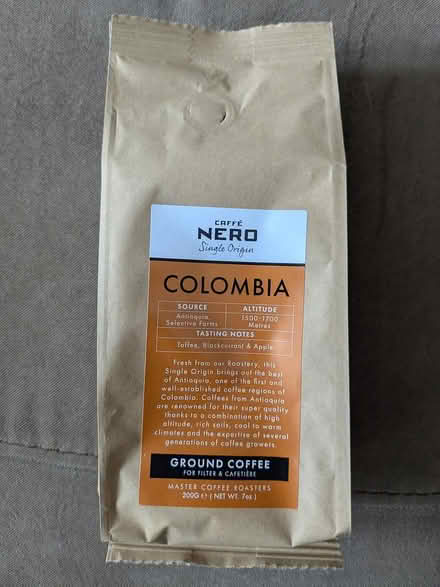 CAFFÈ
NERO
Single Origin
COLOMBIA
SOURCE
Antioquia
Selective Farms
ALTITUDE
1500-1700
Metres
TASTING NOTES
Toffee, Blackcurrant & Apple
Fresh from our Roastery, this
Single Origin brings out the best
of Antioquia, one of the first and
well-established coffee regions of
Colombia. Coffees from Antioquia
are renowned for their super quality
thanks to a combination of high
altitude, rich soils, cool to warm
climates and the expertise of several
generations of coffee growers.
GROUND COFFEE
FOR FILTER & CAFETIÈRE
MASTER COFFEE ROASTERS
200G ℮ ( NET WT. 7oz )